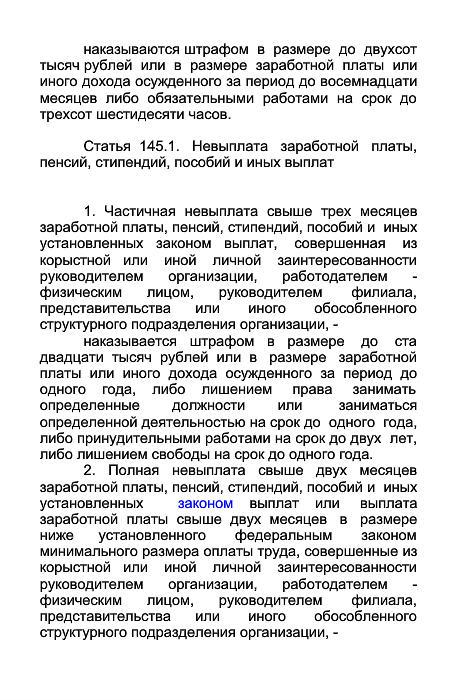 наказываются штрафом в размере до двухсот
тысяч рублей или в размере заработной платы или
иного дохода осужденного за период до восемнадцати
месяцев либо обязательными работами на срок до
трехсот шестидесяти часов.
Статья 145.1. Невыплата заработной платы,
пенсий, стипендий, пособий и иных выплат
1. Частичная невыплата свыше трех месяцев
заработной платы, пенсий, стипендий, пособий и иных
установленных законом выплат, совершенная из
корыстной или иной личной заинтересованности
руководителем организации, работодателем -
физическим лицом, руководителем филиала,
представительства или иного обособленного
структурного подразделения организации, -
наказывается штрафом в размере до ста
двадцати тысяч рублей или в размере заработной
платы или иного дохода осужденного за период до
одного года, либо лишением права занимать
определенные должности или заниматься
определенной деятельностью на срок до одного года,
либо принудительными работами на срок до двух лет,
либо лишением свободы на срок до одного года.
2. Полная невыплата свыше двух месяцев
заработной платы, пенсий, стипендий, пособий и иных
установленных законом выплат или выплата
заработной платы свыше двух месяцев в размере
ниже установленного федеральным законом
минимального размера оплаты труда, совершенные из
корыстной или иной личной заинтересованности
руководителем организации, работодателем -
физическим лицом, руководителем филиала,
представительства или иного обособленного
структурного подразделения организации, -